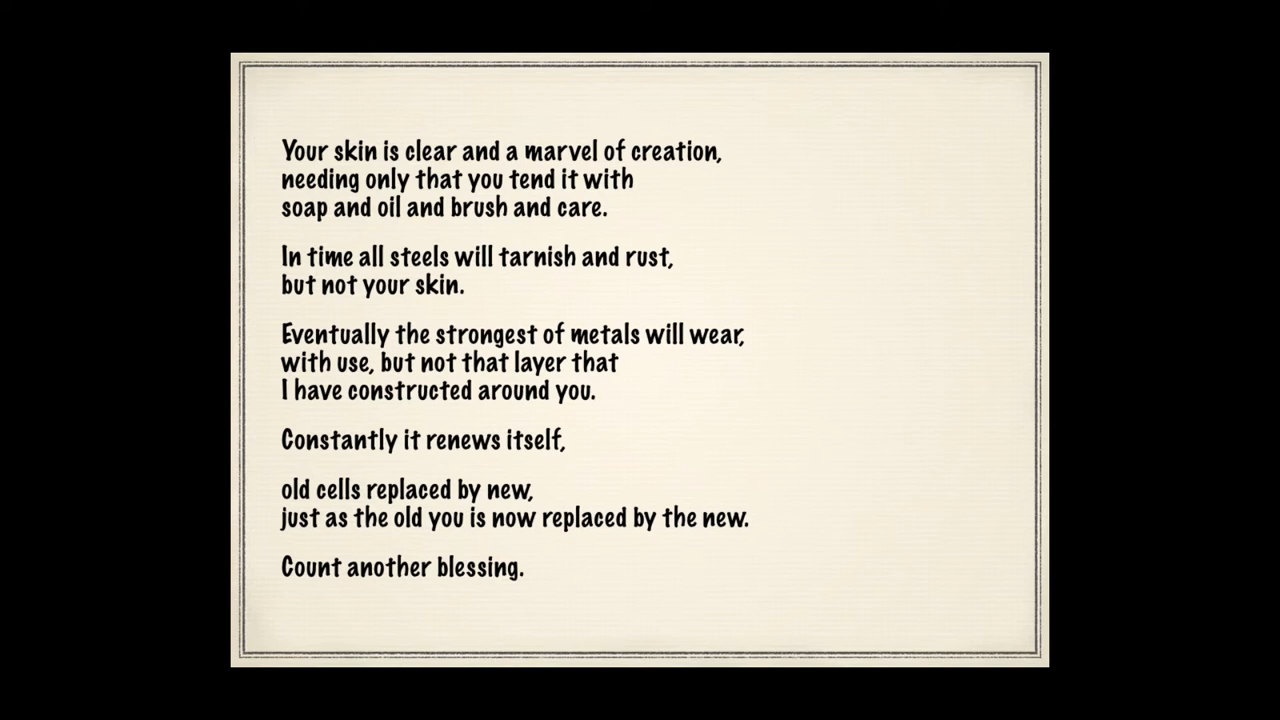 Your skin is clear and a marvel of creation,
needing only that you tend it with
soap and oil and brush and care.
In time all steels will tarnish and rust,
but not your skin.
Eventually the strongest of metals will wear,
with use, but not that layer that
I have constructed around you.
Constantly it renews itself,
old cells replaced by new,
just as the old you is now replaced by the new.
Count another blessing.